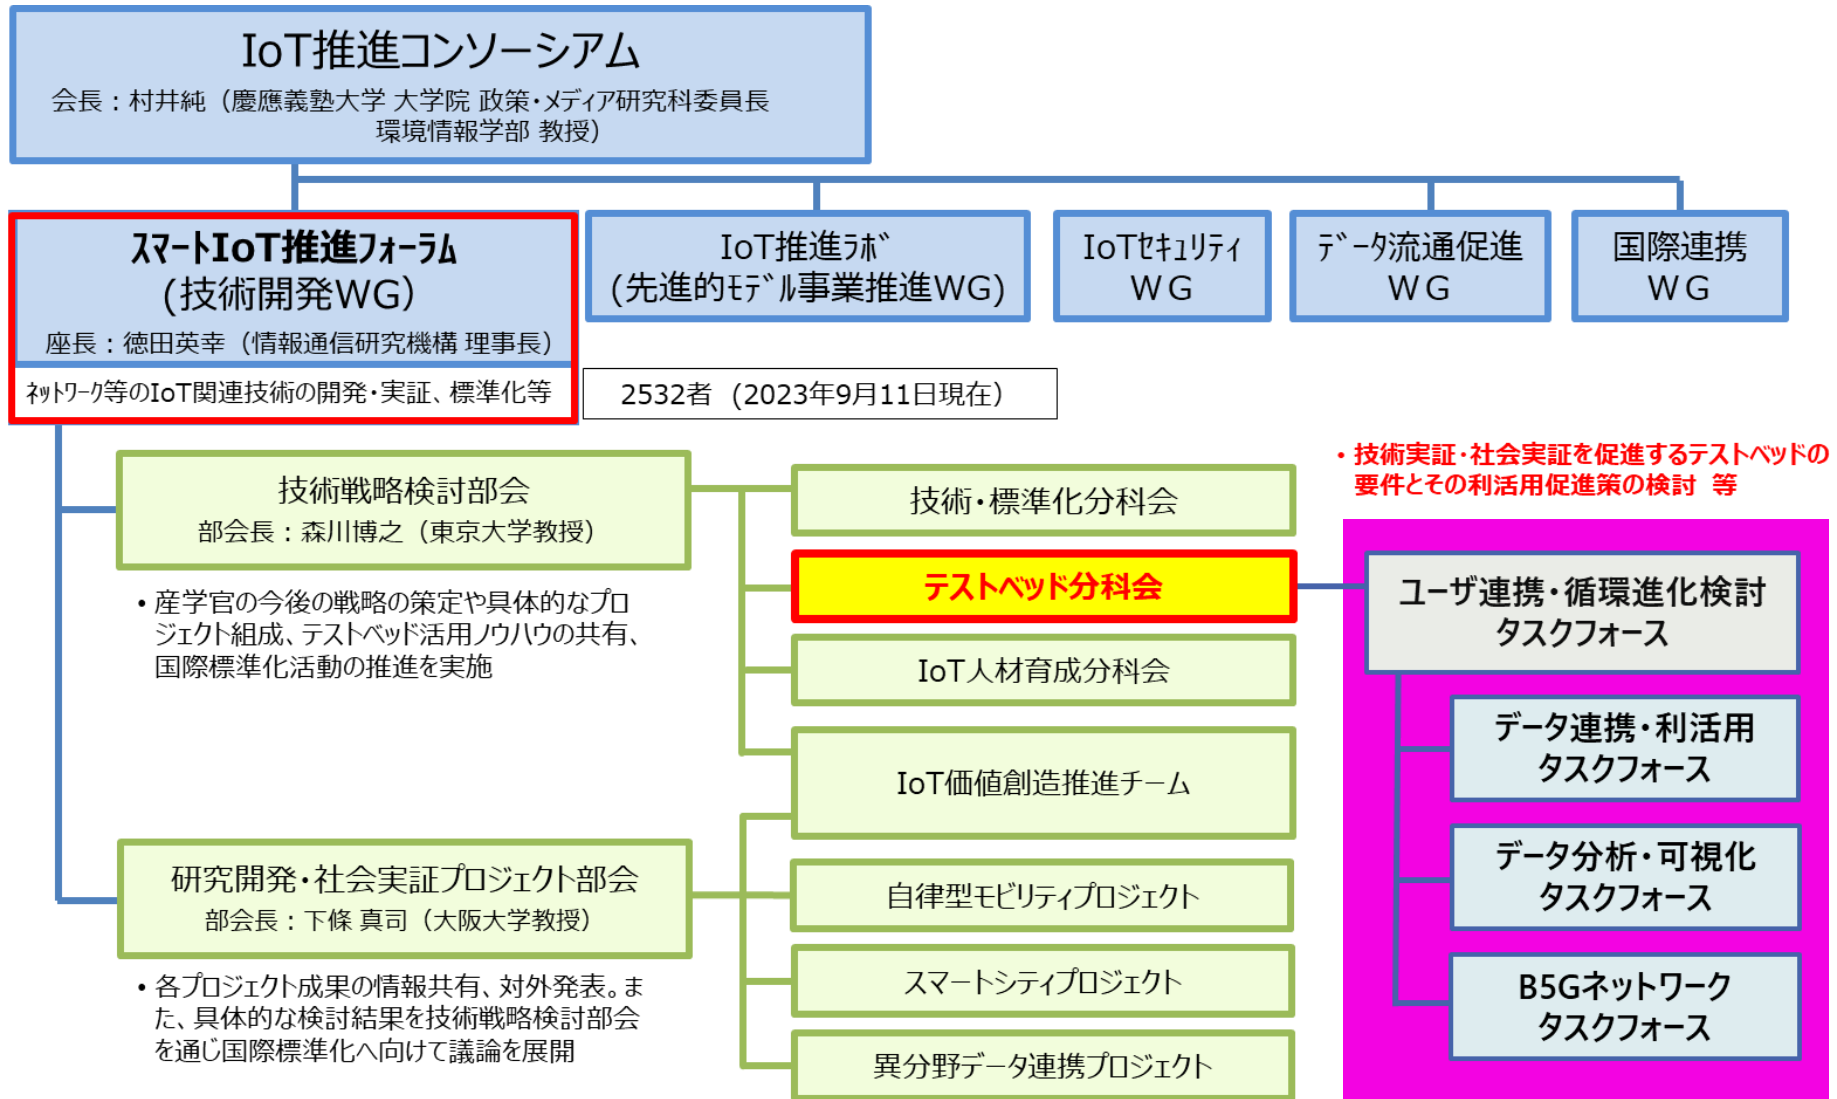 IoT推進コンソーシアム
会長：村井純（慶應義塾大学 大学院 政策・メディア研究科委員長
環境情報学部 教授）
ｽﾏｰﾄIoT推進ﾌｫｰﾗﾑ
(技術開発WG）
座長：徳田英幸（情報通信研究機構 理事長）
ﾈｯﾄﾜｰｸ等のIoT関連技術の開発・実証、標準化等
IoT推進ﾗﾎﾞ
(先進的ﾓﾃﾞﾙ事業推進WG)
IoTｾｷｭﾘﾃｨ
ＷＧ
ﾃﾞｰﾀ流通促進
ＷＧ
国際連携
ＷＧ
2532者 (2023年9月11日現在）
技術戦略検討部会
部会長：森川博之（東京大学教授）
• 産学官の今後の戦略の策定や具体的なプロ
ジェクト組成、テストベッド活用ノウハウの共有、
国際標準化活動の推進を実施
研究開発・社会実証プロジェクト部会
部会長：下條 真司（大阪大学教授）
• 各プロジェクト成果の情報共有、対外発表。ま
た、具体的な検討結果を技術戦略検討部会
を通じ国際標準化へ向けて議論を展開
技術・標準化分科会
テストベッド分科会
IoT人材育成分科会
IoT価値創造推進チーム
自律型モビリティプロジェクト
スマートシティプロジェクト
異分野データ連携プロジェクト
• 技術実証・社会実証を促進するテストベッドの
要件とその利活用促進策の検討 等
ユーザ連携・循環進化検討
タスクフォース
データ連携・利活用
タスクフォース
データ分析・可視化
タスクフォース
B5Gネットワーク
タスクフォース